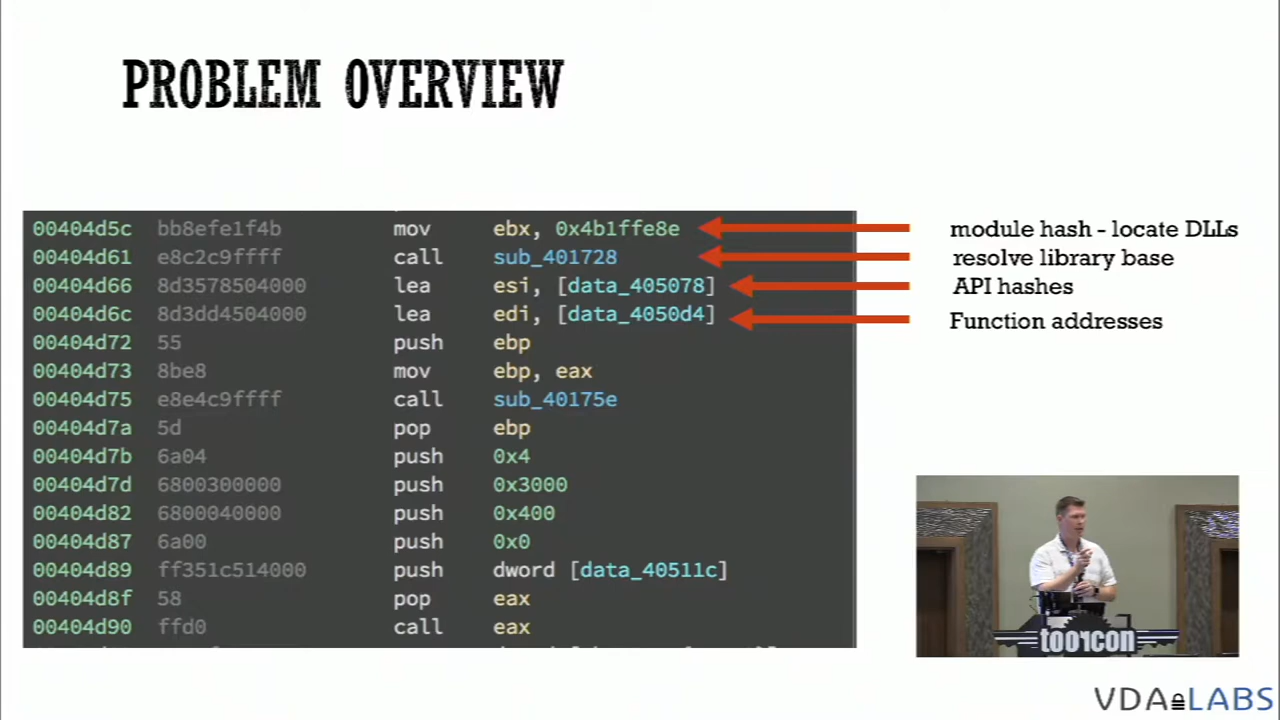 PROBLEM OVERVIEW
00404d5c bb8efe1f4b mov ebx, 0x4b1ffe8e
module hash - locate DLLs
00404d61 e8c2c9ffff call sub_401728
resolve library base
00404d66 8d3578504000 lea esi, [data_405078]
API hashes
00404d6c 8d3dd4504000 lea edi, [data_4050d4]
Function addresses
00404d72 55 push ebp
00404d73 8be8 mov ebp, eax
00404d75 e8e4c9ffff call sub_40175e
00404d7a 5d pop ebp
00404d7b 6a04 push 0x4
00404d7d 6800300000 push 0x3000
00404d82 6800040000 push 0x400
00404d87 6a00 push 0x0
00404d89 ff351c514000 push dword [data_40511c]
00404d8f 58 pop eax
00404d90 ffd0 call eax
toorcon
VDA LABS